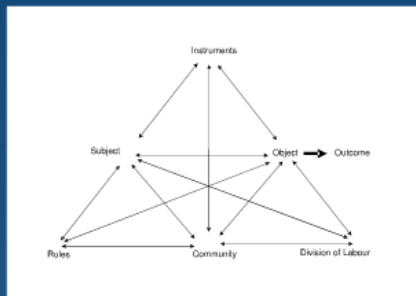 Instruments
Subject
Object
Outcome
Rules
Community
Division of Labour